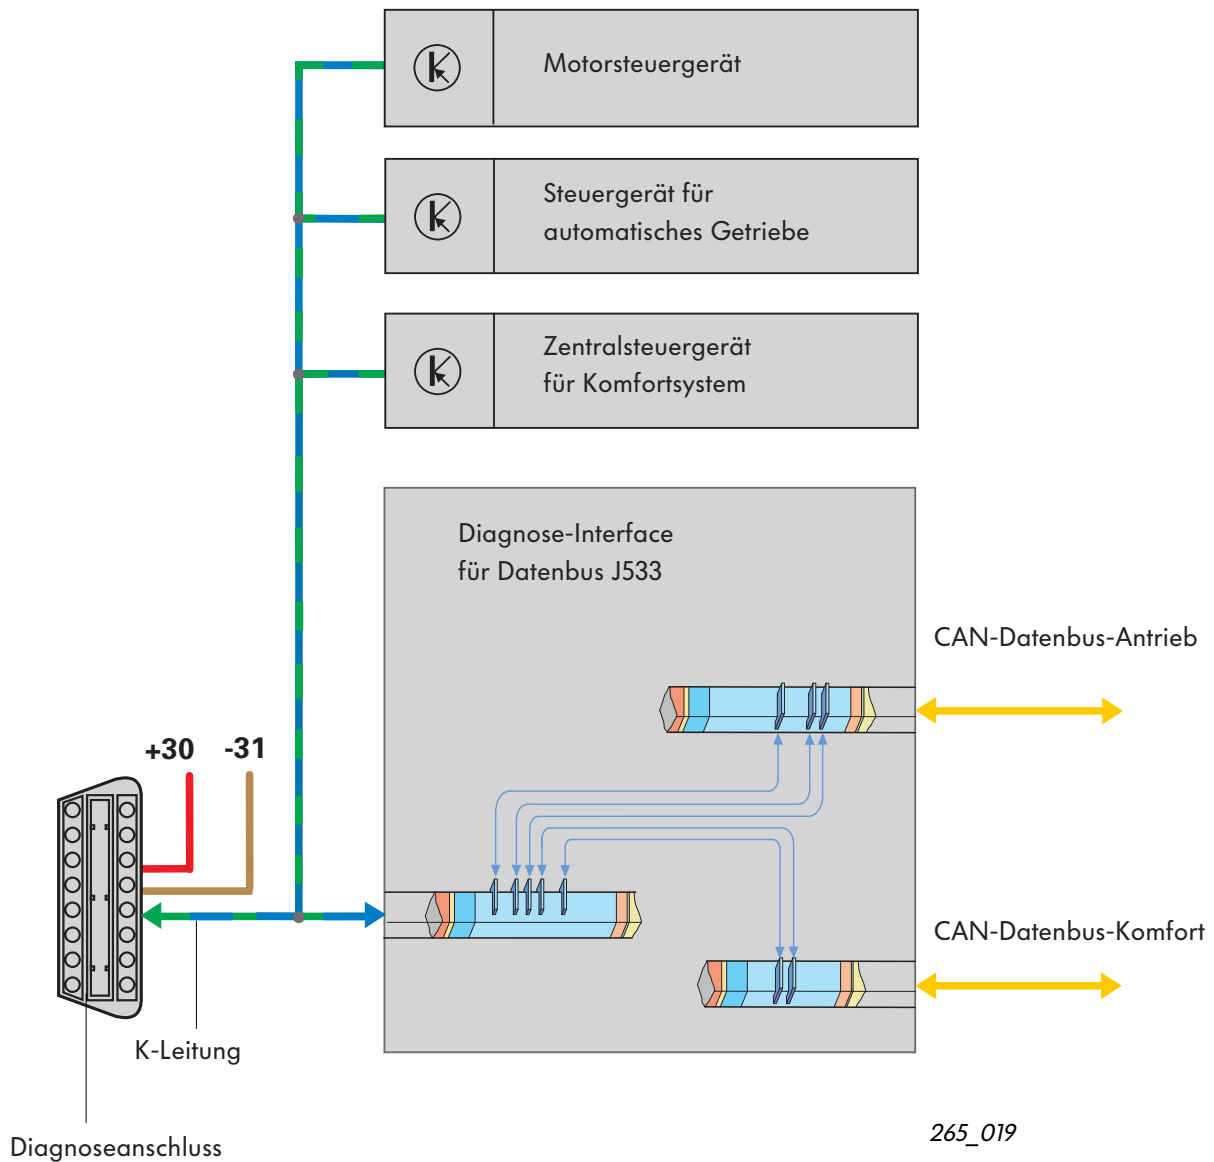 Motorsteuergerät
Steuergerät für
automatisches Getriebe
Zentralsteuergerät
für Komfortsystem
Diagnose-Interface
für Datenbus J533
CAN-Datenbus-Antrieb
+30
-31
CAN-Datenbus-Komfort
K-Leitung
265_019
Diagnoseanschluss